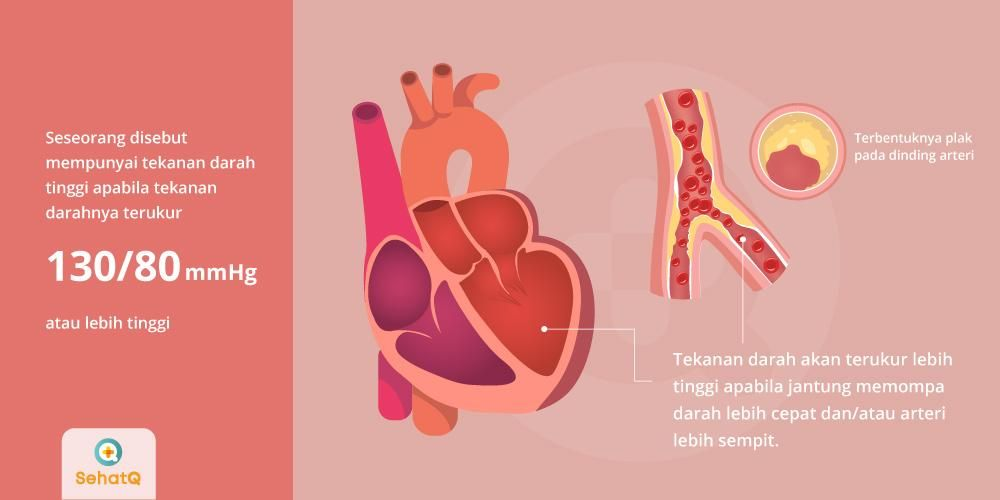 Seseorang disebut
mempunyai tekanan darah
tinggi apabila tekanan
darahnya terukur
130/80 mmHg
atau lebih tinggi
SehatQ
Terbentuknya plak
pada dinding arteri
Tekanan darah akan terukur lebih
tinggi apabila jantung memompa
darah lebih cepat dan/atau arteri
lebih sempit.